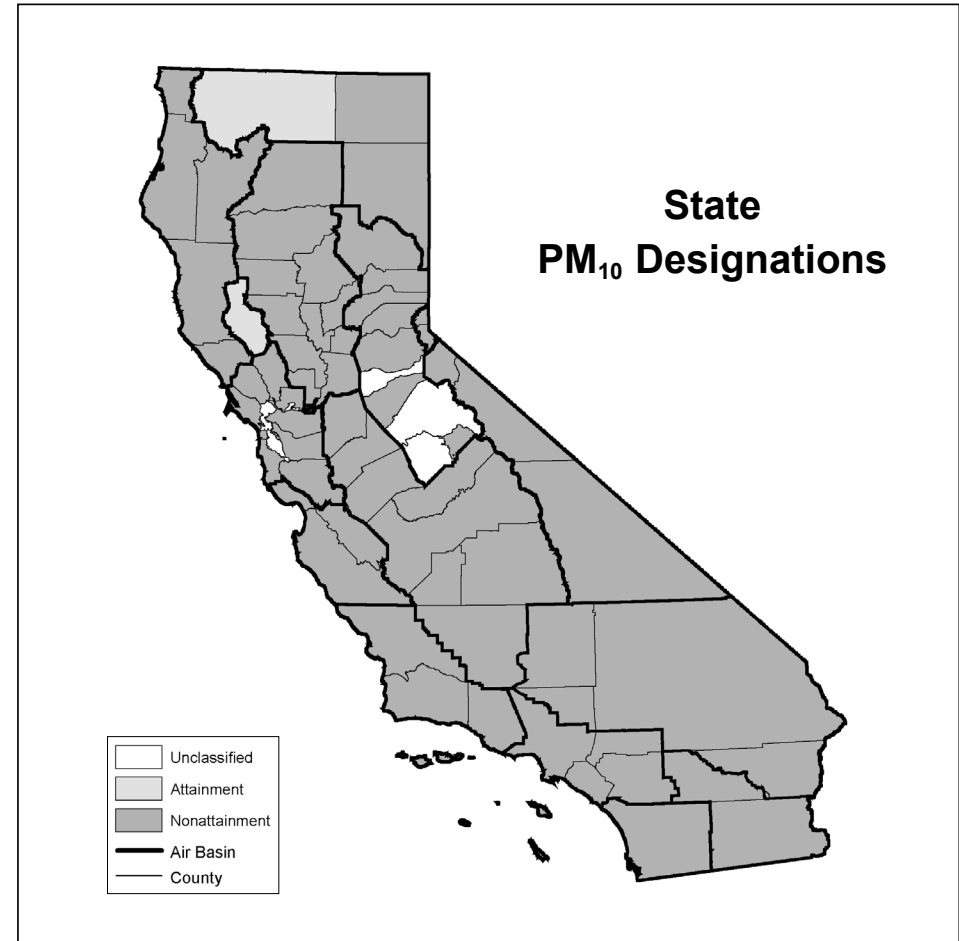 State
PM₁₀ Designations
Unclassified
Attainment
Nonattainment
Air Basin
County